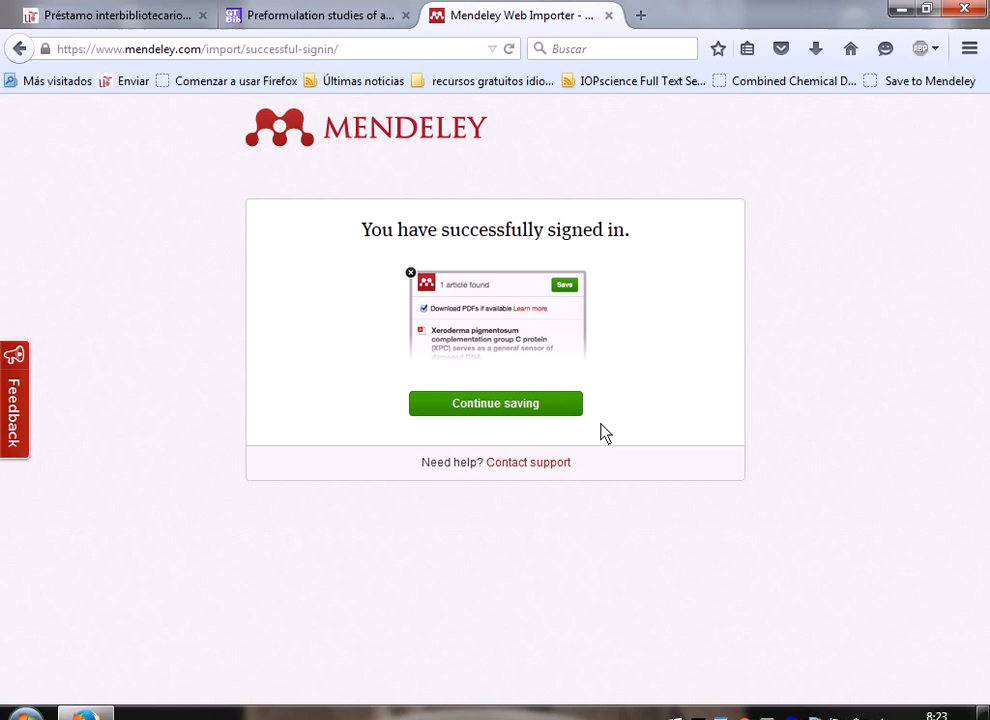 Préstamo interbibliotecario...
Preformulation studies of a...
Mendeley Web Importer - ...
https://www.mendeley.com/import/successful-signin/
Buscar
ABP
Más visitados
Enviar
Comenzar a usar Firefox
Últimas noticias
recursos gratuitos idio...
IOPscience Full Text Se...
Combined Chemical D...
Save to Mendeley
MENDELEY
You have successfully signed in.
1 article found
Save
Download PDFs if available Learn more
Xeroderma pigmentosum
complementation group C protein
(XPC) serves as a general sensor of
damaged DNA
Continue saving
Need help? Contact support
Feedback
8:23